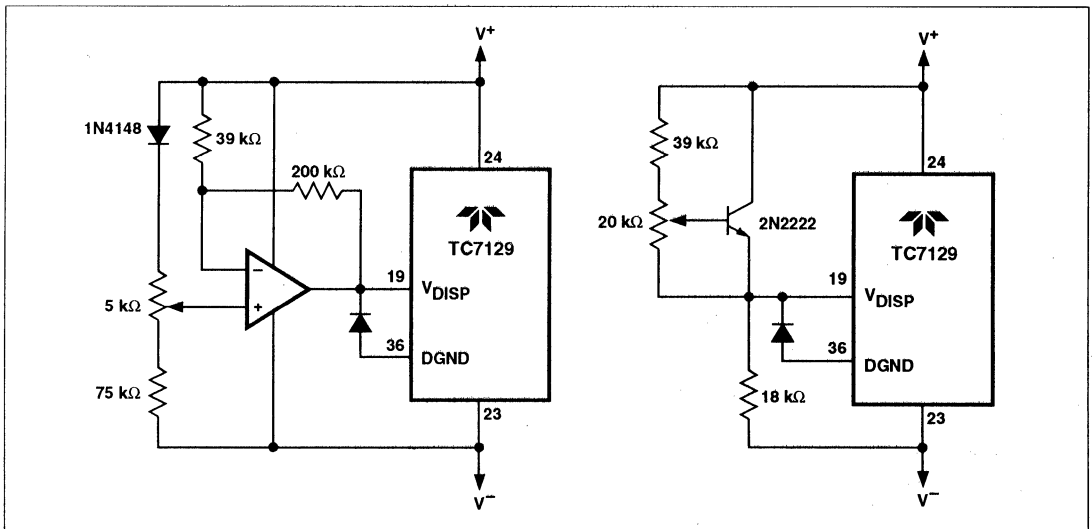 V+
1N4148
39 kΩ
200 kΩ
24
TC7129
5 kΩ
−
+
19
VDISP
36
DGND
75 kΩ
23
V−
V+
39 kΩ
24
20 kΩ
2N2222
TC7129
19
VDISP
36
DGND
18 kΩ
23
V−